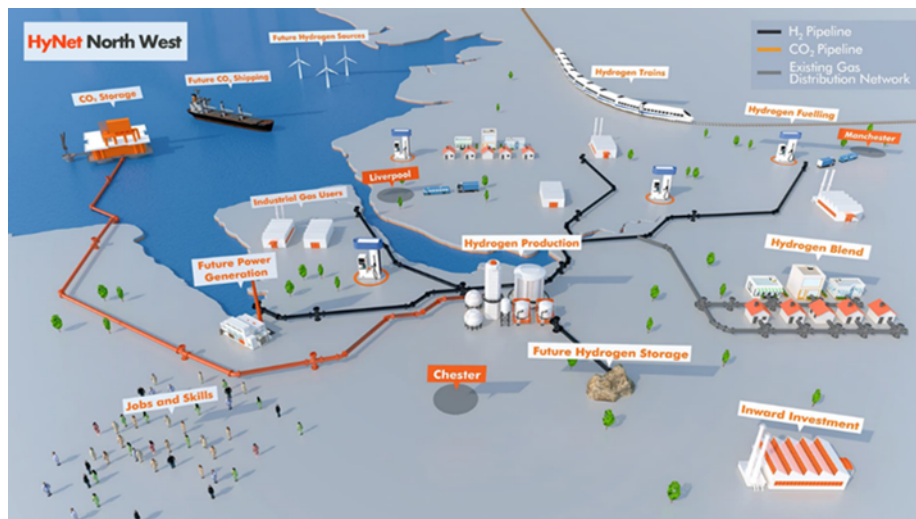 HyNet North West
Future Hydrogen Sources
H₂ Pipeline
CO₂ Pipeline
Existing Gas
Distribution Network
Future CO₂ Shipping
CO₂ Storage
Hydrogen Trains
Hydrogen Fuelling
Manchester
Liverpool
Industrial Gas Users
Hydrogen Production
Hydrogen Blend
Future Power
Generation
Future Hydrogen Storage
Chester
Jobs and Skills
Inward Investment